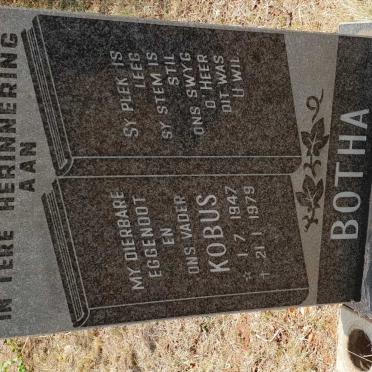 IN TERE HERINNERING
AAN
MY DIERBARE
EGGENOOT
EN
ONS VADER
KOBUS
* 1.7.1947
+ 21.1.1979
SY PLEK IS
LEEG
SY STEM IS
STIL
ONS SWYG
O HEER
DIT WAS
U WIL
BOTHA